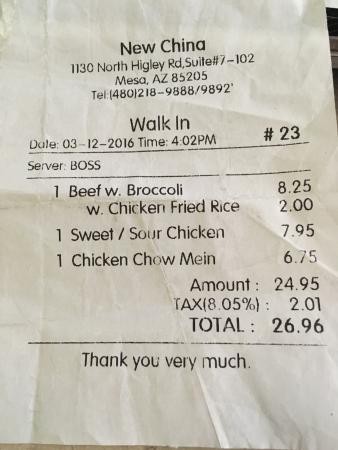 New China
1130 North Higley Rd,Suite#7-102
Mesa, AZ 85205
Tel:(480)218-9888/9892'
Walk In
# 23
Date: 03-12-2016 Time: 4:02PM
Server: BOSS
1 Beef w. Broccoli 8.25
w. Chicken Fried Rice 2.00
1 Sweet / Sour Chicken 7.95
1 Chicken Chow Mein 6.75
Amount : 24.95
TAX(8.05%) : 2.01
TOTAL : 26.96
Thank you very much.